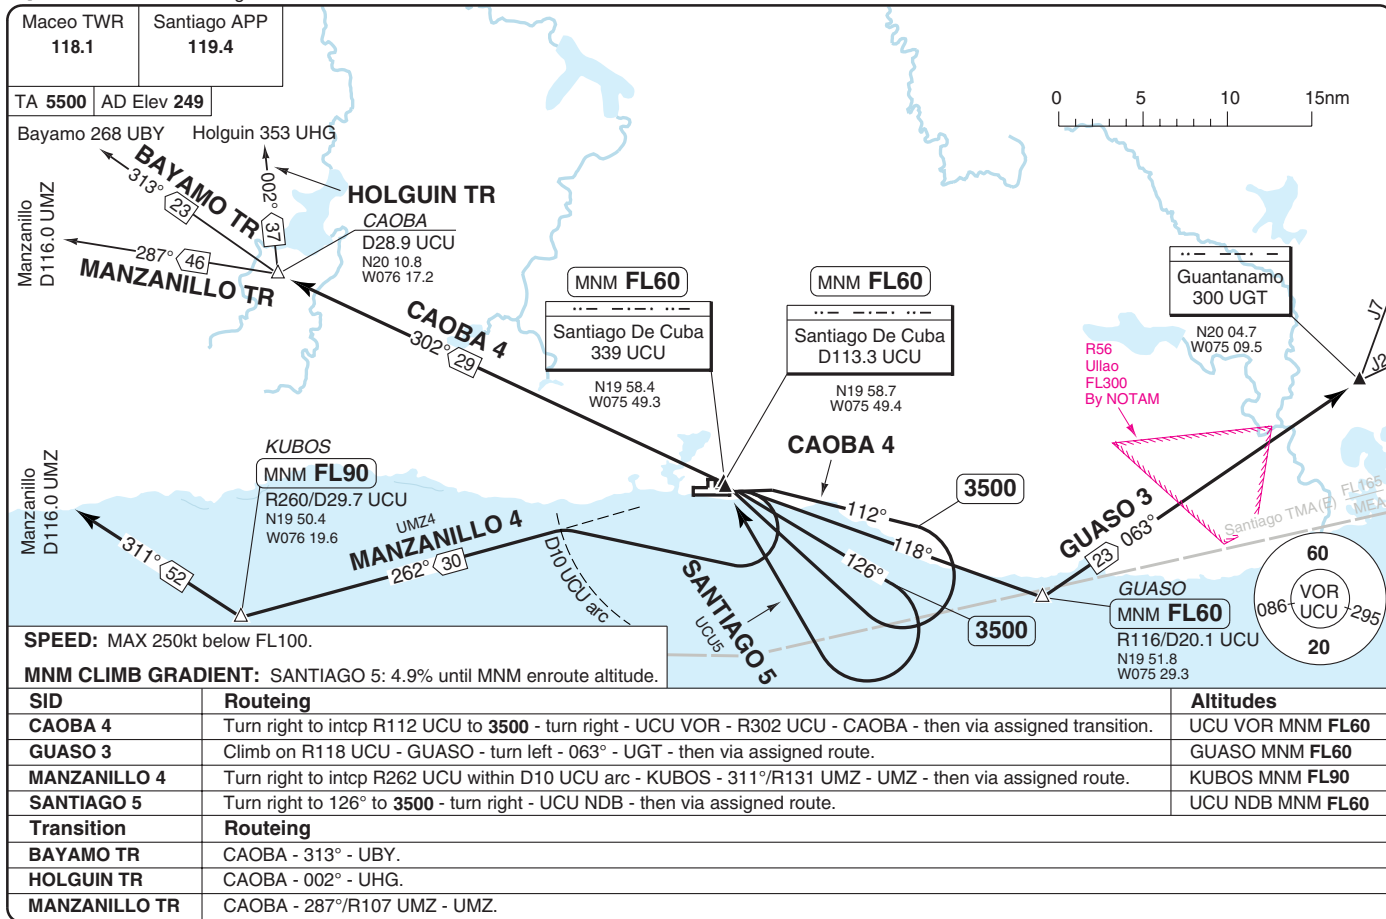 Maceo TWR
118.1
Santiago APP
119.4
TA 5500
AD Elev 249
0 5 10 15nm
Bayamo 268 UBY
Holguin 353 UHG
BAYAMO TR
313°
23
002°
37
HOLGUIN TR
CAOBA
D28.9 UCU
N20 10.8
W076 17.2
Manzanillo
D116.0 UMZ
287°
46
MANZANILLO TR
CAOBA 4
302°
29
MNM FL60
Santiago De Cuba
339 UCU
N19 58.4
W075 49.3
MNM FL60
Santiago De Cuba
D113.3 UCU
N19 58.7
W075 49.4
Guantanamo
300 UGT
N20 04.7
W075 09.5
J7
J2
R56
Ullao
FL300
By NOTAM
KUBOS
MNM FL90
R260/D29.7 UCU
N19 50.4
W076 19.6
Manzanillo
D116.0 UMZ
311°
52
UMZ4
MANZANILLO 4
262°
30
D10 UCU arc
CAOBA 4
112°
3500
118°
126°
3500
SANTIAGO 5
UCU5
GUASO 3
23
063°
Santiago TMA(E)
FL165
MEA
GUASO
MNM FL60
R116/D20.1 UCU
N19 51.8
W075 29.3
60
VOR
UCU
086
295
20
SPEED: MAX 250kt below FL100.
MNM CLIMB GRADIENT: SANTIAGO 5: 4.9% until MNM enroute altitude.
SID Routeing Altitudes
CAOBA 4 Turn right to intcp R112 UCU to 3500 - turn right - UCU VOR - R302 UCU - CAOBA - then via assigned transition. UCU VOR MNM FL60
GUASO 3 Climb on R118 UCU - GUASO - turn left - 063° - UGT - then via assigned route. GUASO MNM FL60
MANZANILLO 4 Turn right to intcp R262 UCU within D10 UCU arc - KUBOS - 311°/R131 UMZ - UMZ - then via assigned route. KUBOS MNM FL90
SANTIAGO 5 Turn right to 126° to 3500 - turn right - UCU NDB - then via assigned route. UCU NDB MNM FL60
Transition Routeing
BAYAMO TR CAOBA - 313° - UBY.
HOLGUIN TR CAOBA - 002° - UHG.
MANZANILLO TR CAOBA - 287°/R107 UMZ - UMZ.